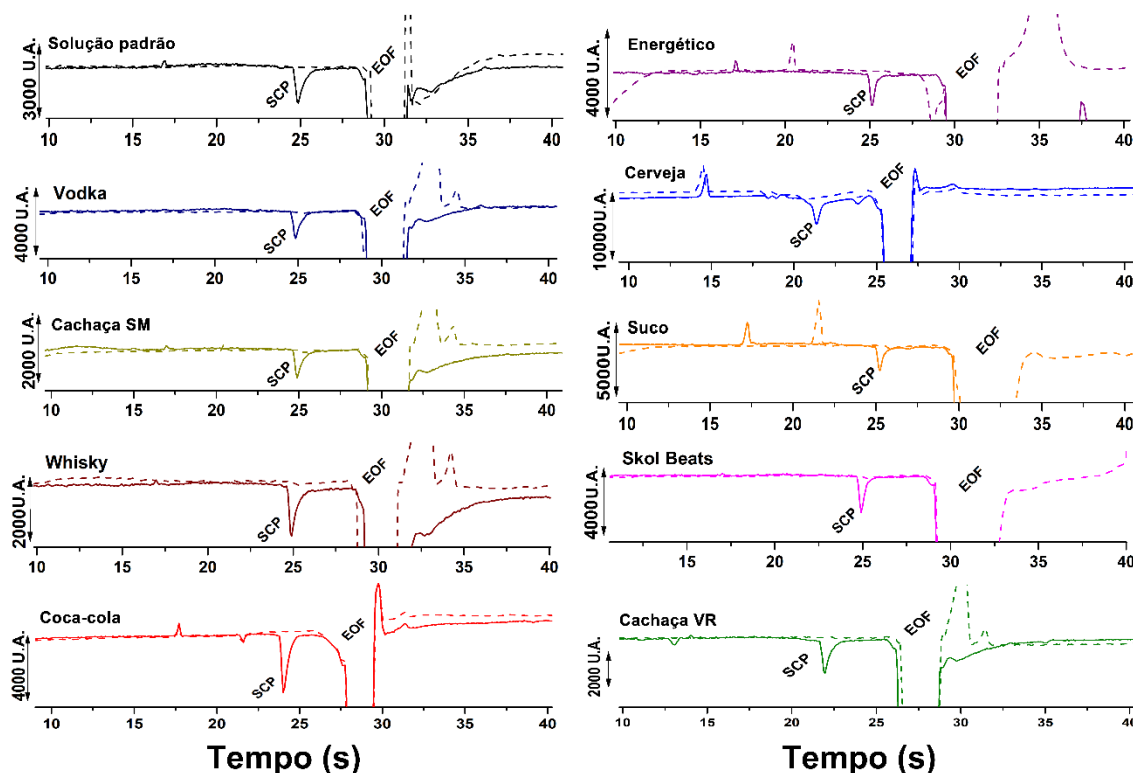 Solução padrão
3000 U.A.
SCP
EOF
10 15 20 25 30 35 40
Vodka
4000 U.A.
SCP
EOF
10 15 20 25 30 35 40
Cachaça SM
2000 U.A.
SCP
EOF
10 15 20 25 30 35 40
Whisky
2000U.A.
SCP
EOF
10 15 20 25 30 35 40
Coca-cola
4000 U.A.
SCP
EOF
10 15 20 25 30 35 40
Tempo (s)
Energético
4000 U.A.
SCP
EOF
10 15 20 25 30 35 40
Cerveja
10000U.A.
SCP
EOF
10 15 20 25 30 35 40
Suco
5000U.A.
SCP
EOF
10 15 20 25 30 35 40
Skol Beats
4000U.A.
SCP
EOF
15 20 25 30 35 40
Cachaça VR
2000 U.A.
SCP
EOF
10 15 20 25 30 35 40
Tempo (s)